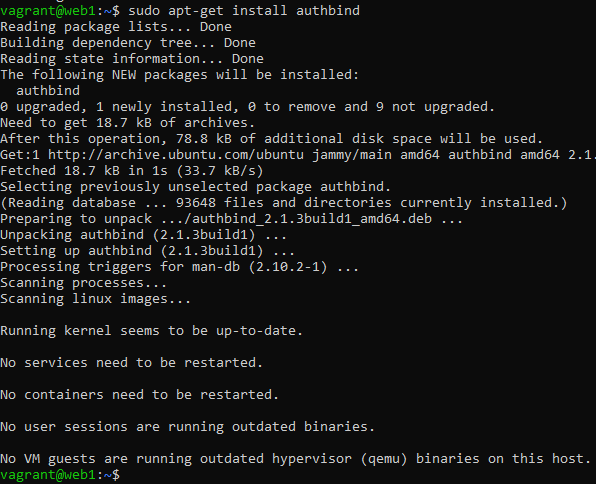 vagrant@web1:~$ sudo apt-get install authbind
Reading package lists... Done
Building dependency tree... Done
Reading state information... Done
The following NEW packages will be installed:
  authbind
0 upgraded, 1 newly installed, 0 to remove and 9 not upgraded.
Need to get 18.7 kB of archives.
After this operation, 78.8 kB of additional disk space will be used.
Get:1 http://archive.ubuntu.com/ubuntu jammy/main amd64 authbind amd64 2.1.
Fetched 18.7 kB in 1s (33.7 kB/s)
Selecting previously unselected package authbind.
(Reading database ... 93648 files and directories currently installed.)
Preparing to unpack .../authbind_2.1.3build1_amd64.deb ...
Unpacking authbind (2.1.3build1) ...
Setting up authbind (2.1.3build1) ...
Processing triggers for man-db (2.10.2-1) ...
Scanning processes...
Scanning linux images...

Running kernel seems to be up-to-date.

No services need to be restarted.

No containers need to be restarted.

No user sessions are running outdated binaries.

No VM guests are running outdated hypervisor (qemu) binaries on this host.
vagrant@web1:~$